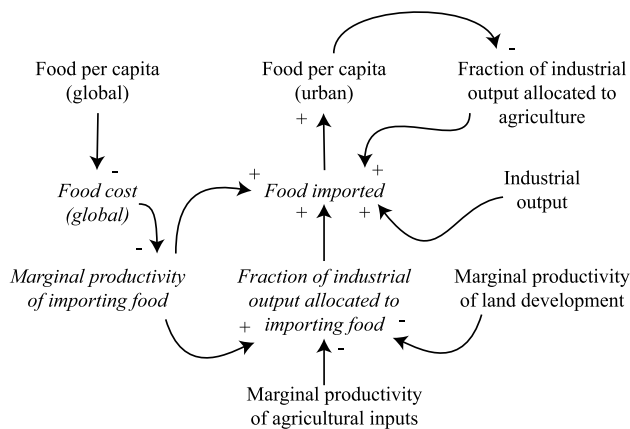 Food per capita
(global)
Food per capita
(urban)
Fraction of industrial
output allocated to
agriculture
-
+
-
+
+
Food cost
(global)
Food imported
Industrial
output
+
+
-
Marginal productivity
of importing food
Fraction of industrial
output allocated to
importing food
Marginal productivity
of land development
+
-
-
Marginal productivity
of agricultural inputs